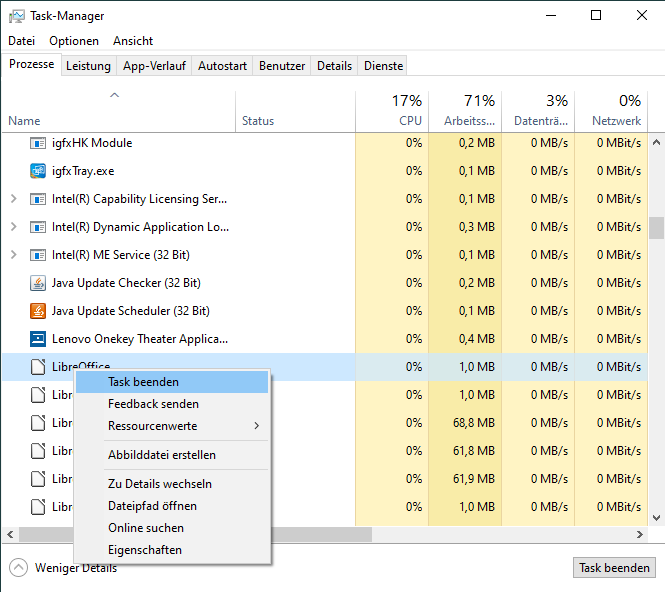 Task-Manager
Datei Optionen Ansicht
Prozesse Leistung App-Verlauf Autostart Benutzer Details Dienste
17% 71% 3% 0%
Name Status CPU Arbeitss... Datenträ... Netzwerk
igfxHK Module 0% 0,2 MB 0 MB/s 0 MBit/s
igfxTray.exe 0% 0,1 MB 0 MB/s 0 MBit/s
Intel(R) Capability Licensing Ser... 0% 0,1 MB 0 MB/s 0 MBit/s
Intel(R) Dynamic Application Lo... 0% 0,3 MB 0 MB/s 0 MBit/s
Intel(R) ME Service (32 Bit) 0% 0,1 MB 0 MB/s 0 MBit/s
Java Update Checker (32 Bit) 0% 0,2 MB 0 MB/s 0 MBit/s
Java Update Scheduler (32 Bit) 0% 0,1 MB 0 MB/s 0 MBit/s
Lenovo Onekey Theater Applica... 0% 0,4 MB 0 MB/s 0 MBit/s
LibreOffice 0% 1,0 MB 0 MB/s 0 MBit/s
Task beenden
Libr 0% 1,0 MB 0 MB/s 0 MBit/s
Feedback senden
Libr 0% 68,8 MB 0 MB/s 0 MBit/s
Ressourcenwerte
Libr 0% 61,8 MB 0 MB/s 0 MBit/s
Abbilddatei erstellen
Libr 0% 61,9 MB 0 MB/s 0 MBit/s
Zu Details wechseln
Libr 0% 1,0 MB 0 MB/s 0 MBit/s
Dateipfad öffnen
Online suchen
Eigenschaften
Weniger Details Task beenden